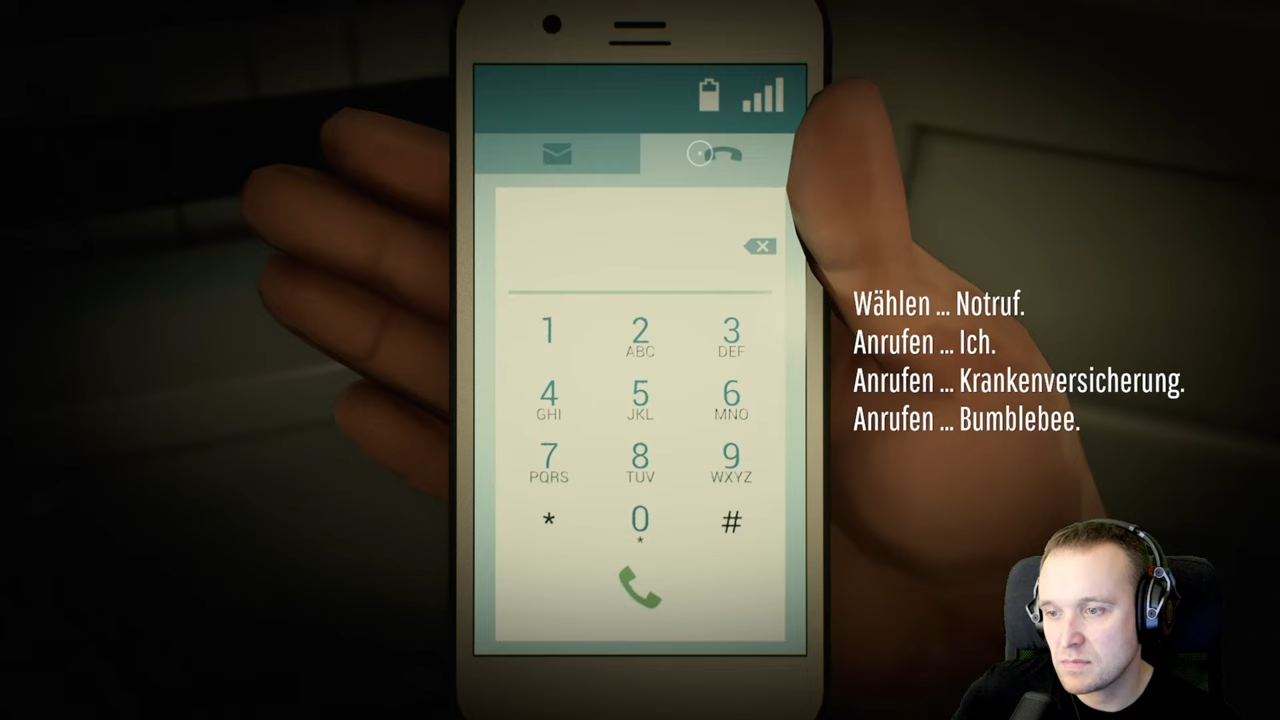 Wählen ... Notruf.
Anrufen ... Ich.
Anrufen ... Krankenversicherung.
Anrufen ... Bumblebee.
1 2 3
ABC DEF
4 5 6
GHI JKL MNO
7 8 9
PQRS TUV WXYZ
* 0 #
*